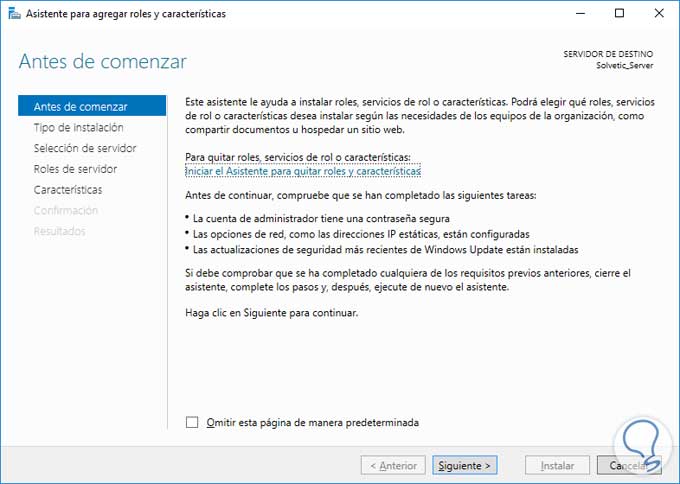 Asistente para agregar roles y características
Antes de comenzar
SERVIDOR DE DESTINO
Solvetic_Server
Antes de comenzar
Tipo de instalación
Selección de servidor
Roles de servidor
Características
Confirmación
Resultados
Este asistente le ayuda a instalar roles, servicios de rol o características. Podrá elegir qué roles, servicios
de rol o características desea instalar según las necesidades de los equipos de la organización, como
compartir documentos u hospedar un sitio web.
Para quitar roles, servicios de rol o características:
Iniciar el Asistente para quitar roles y características
Antes de continuar, compruebe que se han completado las siguientes tareas:
• La cuenta de administrador tiene una contraseña segura
• Las opciones de red, como las direcciones IP estáticas, están configuradas
• Las actualizaciones de seguridad más recientes de Windows Update están instaladas
Si debe comprobar que se ha completado cualquiera de los requisitos previos anteriores, cierre el
asistente, complete los pasos y, después, ejecute de nuevo el asistente.
Haga clic en Siguiente para continuar.
Omitir esta página de manera predeterminada
< Anterior
Siguiente >
Instalar
Cancelar